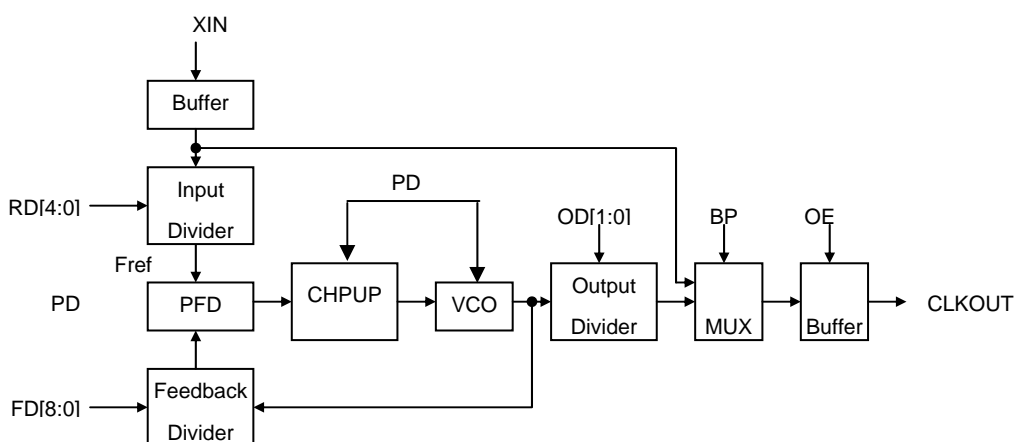 XIN
Buffer
Input
Divider
RD[4:0]
PD
OD[1:0]
BP
OE
Fref
PD
PFD
CHPUP
VCO
Output
Divider
MUX
Buffer
CLKOUT
FD[8:0]
Feedback
Divider